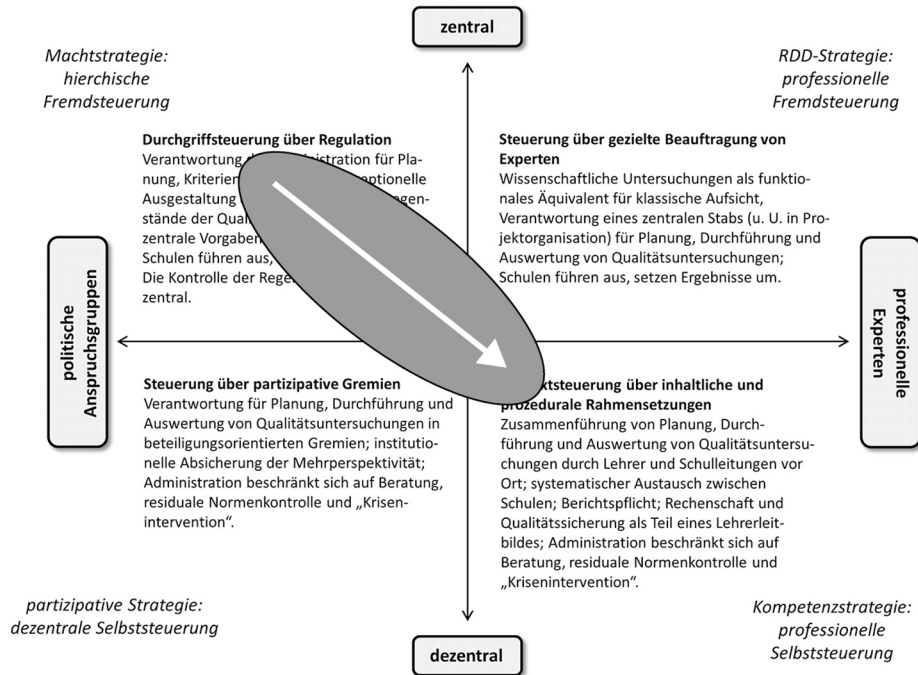 zentral
Machtstrategie:
hierchische
Fremdsteuerung
RDD-Strategie:
professionelle
Fremdsteuerung
Durchgriffsteuerung über Regulation
Verantwortung für Pla-
nung, Kriterien
Ausgestaltung
stände der
zentrale Vorgaben
Schulen führen aus,
Die Kontrolle der
zentral.
Steuerung über gezielte Beauftragung von
Experten
Wissenschaftliche Untersuchungen als funktio-
nales Äquivalent für klassische Aufsicht,
Verantwortung eines zentralen Stabs (u. U. in Pro-
jektorganisation) für Planung, Durchführung und
Auswertung von Qualitätsuntersuchungen;
Schulen führen aus, setzen Ergebnisse um.
politische
Anspruchsgruppen
professionelle
Experten
Steuerung über partizipative Gremien
Verantwortung für Planung, Durchführung und
Auswertung von Qualitätsuntersuchungen in
beteiligungsorientierten Gremien; institutio-
nelle Absicherung der Mehrperspektivität;
Administration beschränkt sich auf Beratung,
residuale Normenkontrolle und „Krisen-
intervention“.
über inhaltliche und
prozedurale Rahmensetzungen
Zusammenführung von Planung, Durch-
führung und Auswertung von Qualitätsuntersu-
chungen durch Lehrer und Schulleitungen vor
Ort; systematischer Austausch zwischen
Schulen; Berichtspflicht; Rechenschaft und
Qualitätssicherung als Teil eines Lehrerleit-
bildes; Administration beschränkt sich auf
Beratung, residuale Normenkontrolle und
„Krisenintervention“.
partizipative Strategie:
dezentrale Selbststeuerung
Kompetenzstrategie:
professionelle
Selbststeuerung
dezentral